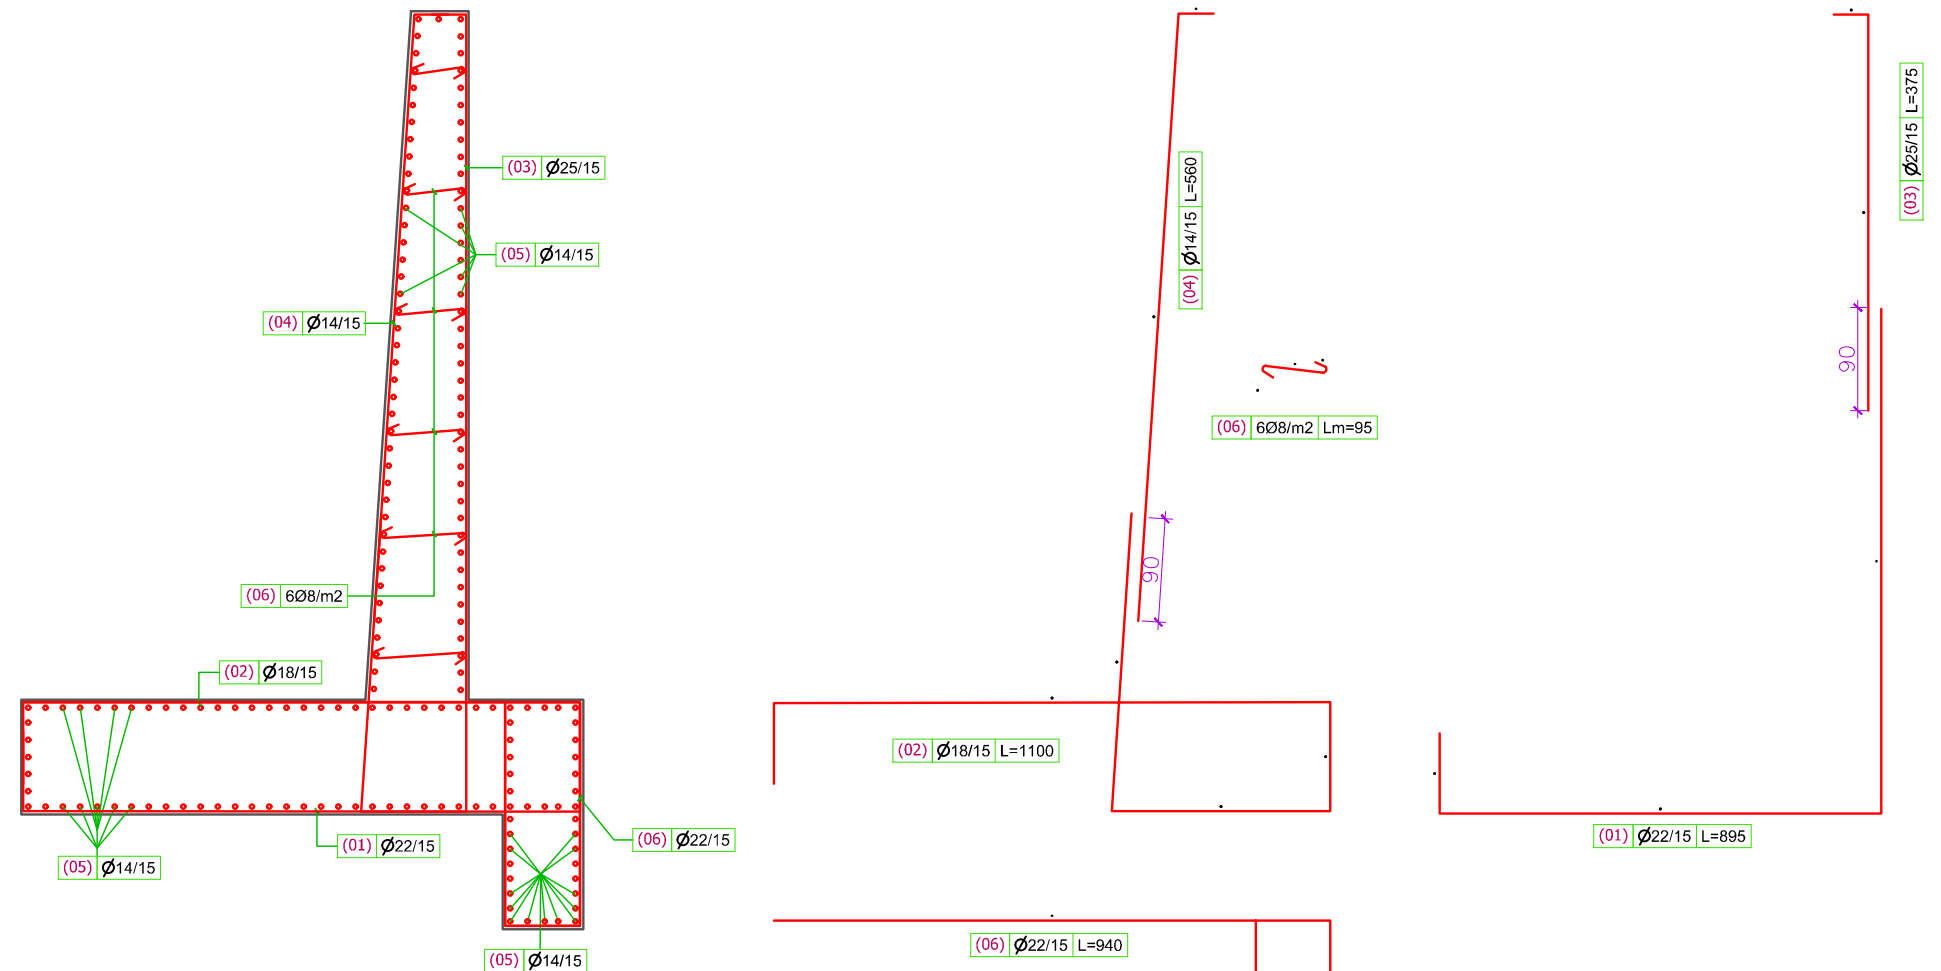 (03) Ø25/15
(05) Ø14/15
(04) Ø14/15
(06) 6Ø8/m2
(02) Ø18/15
(01) Ø22/15
(05) Ø14/15
(06) Ø22/15
(05) Ø14/15
(04) Ø14/15 L=560
90
(06) 6Ø8/m2 Lm=95
(02) Ø18/15 L=1100
(06) Ø22/15 L=940
(03) Ø25/15 L=375
90
(01) Ø22/15 L=895